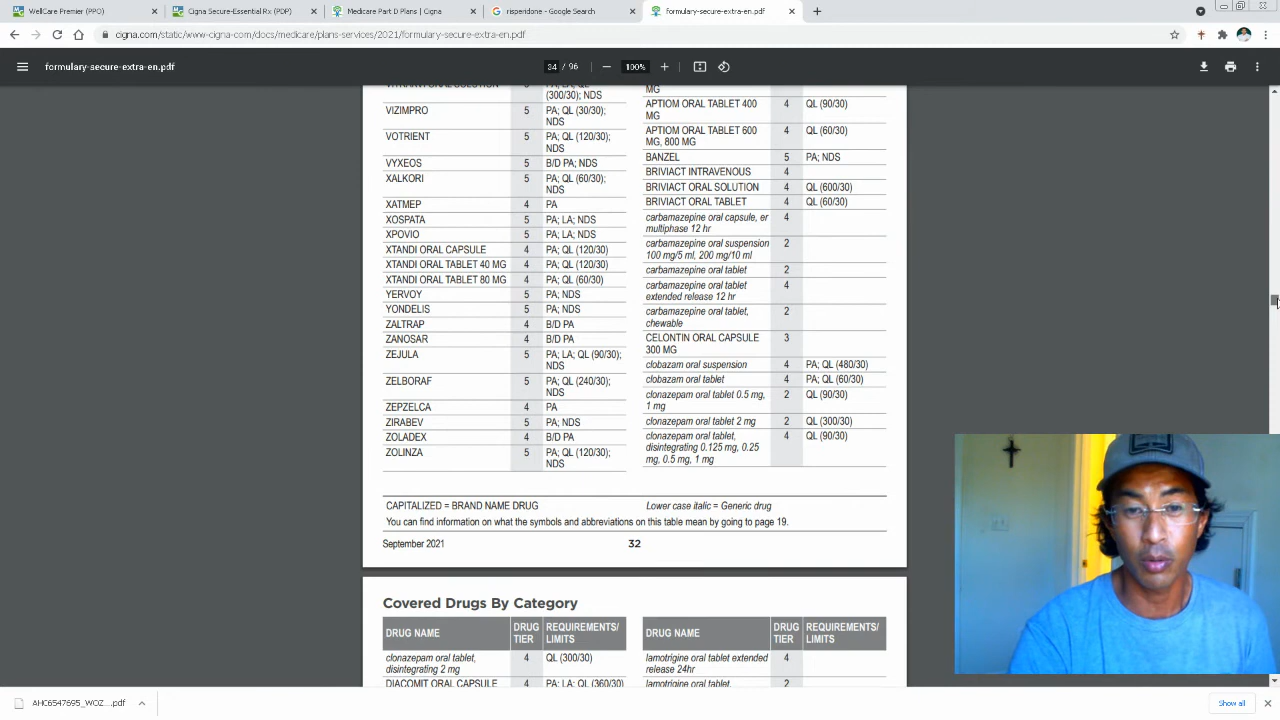 WellCare Premier (PPO)
Cigna Secure-Essential Rx (PDP)
Medicare Part D Plans | Cigna
risperidone - Google Search
formulary-secure-extra-en.pdf
cigna.com/static/www-cigna-com/docs/medicare/plans-services/2021/formulary-secure-extra-en.pdf
formulary-secure-extra-en.pdf
34 / 96
100%
(300/30); NDS
VIZIMPRO 5 PA; QL (30/30);
NDS
VOTRIENT 5 PA; QL (120/30);
NDS
VYXEOS 5 B/D PA; NDS
XALKORI 5 PA; QL (60/30);
NDS
XATMEP 4 PA
XOSPATA 5 PA; LA; NDS
XPOVIO 5 PA; LA; NDS
XTANDI ORAL CAPSULE 4 PA; QL (120/30)
XTANDI ORAL TABLET 40 MG 4 PA; QL (120/30)
XTANDI ORAL TABLET 80 MG 4 PA; QL (60/30)
YERVOY 5 PA; NDS
YONDELIS 5 PA; NDS
ZALTRAP 4 B/D PA
ZANOSAR 4 B/D PA
ZEJULA 5 PA; LA; QL (90/30);
NDS
ZELBORAF 5 PA; QL (240/30);
NDS
ZEPZELCA 4 PA
ZIRABEV 5 PA; NDS
ZOLADEX 4 B/D PA
ZOLINZA 5 PA; QL (120/30);
NDS
MG
APTIOM ORAL TABLET 400 4 QL (90/30)
MG
APTIOM ORAL TABLET 600 4 QL (60/30)
MG, 800 MG
BANZEL 5 PA; NDS
BRIVIACT INTRAVENOUS 4
BRIVIACT ORAL SOLUTION 4 QL (600/30)
BRIVIACT ORAL TABLET 4 QL (60/30)
carbamazepine oral capsule, er 4
multiphase 12 hr
carbamazepine oral suspension 2
100 mg/5 ml, 200 mg/10 ml
carbamazepine oral tablet 2
carbamazepine oral tablet 4
extended release 12 hr
carbamazepine oral tablet, 2
chewable
CELONTIN ORAL CAPSULE 3
300 MG
clobazam oral suspension 4 PA; QL (480/30)
clobazam oral tablet 4 PA; QL (60/30)
clonazepam oral tablet 0.5 mg, 2 QL (90/30)
1 mg
clonazepam oral tablet 2 mg 2 QL (300/30)
clonazepam oral tablet, 4 QL (90/30)
disintegrating 0.125 mg, 0.25
mg, 0.5 mg, 1 mg
CAPITALIZED = BRAND NAME DRUG Lower case italic = Generic drug
You can find information on what the symbols and abbreviations on this table mean by going to page 19.
September 2021 32
Covered Drugs By Category
DRUG NAME DRUG TIER REQUIREMENTS/ LIMITS
clonazepam oral tablet, 4 QL (300/30)
disintegrating 2 mg
DIACOMIT ORAL CAPSULE 4 PA; LA; QL (360/30)
DRUG NAME DRUG TIER REQUIREMENTS/ LIMITS
lamotrigine oral tablet extended 4
release 24hr
lamotrigine oral tablet, 2
AHC6547695_WOZ....pdf
Show all